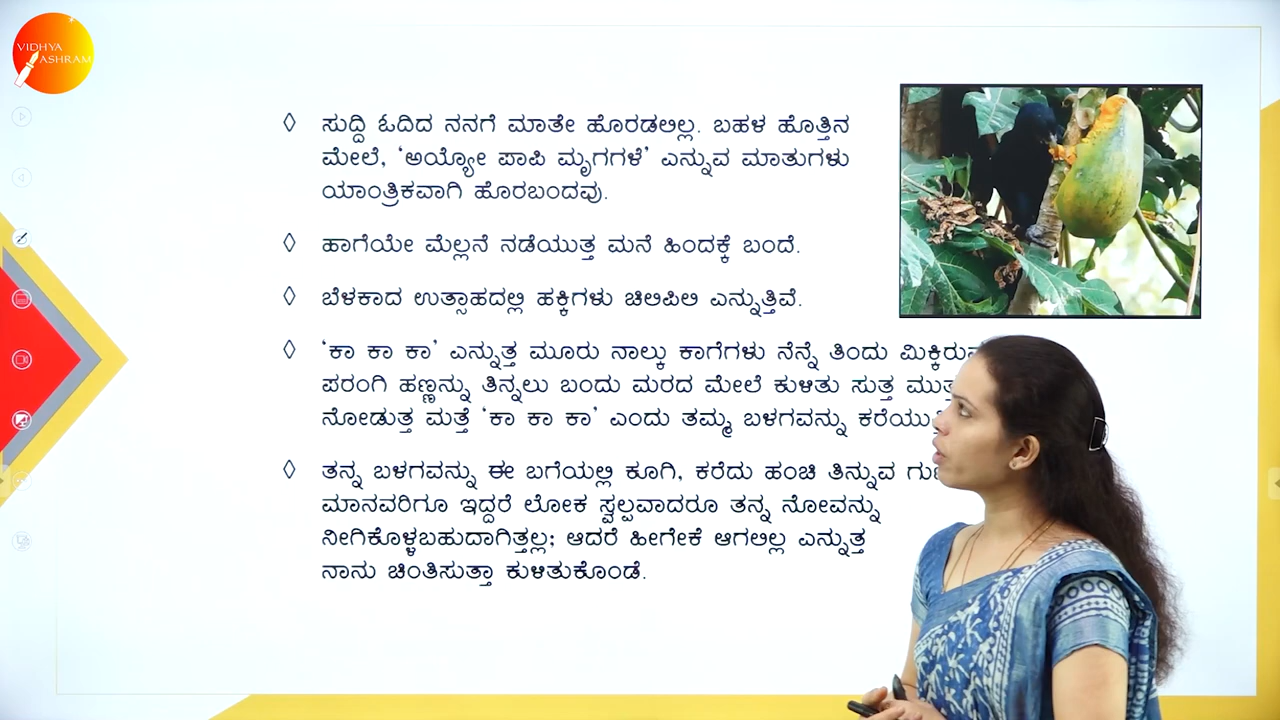 VIDHYA
ASHRAM
◊ ಸುದ್ದಿ ಓದಿದ ನನಗೆ ಮಾತೇ ಹೊರಡಲಿಲ್ಲ. ಬಹಳ ಹೊತ್ತಿನ
ಮೇಲೆ, ‘ಅಯ್ಯೋ ಪಾಪಿ ಮೃಗಗಳೆ’ ಎನ್ನುವ ಮಾತುಗಳು
ಯಾಂತ್ರಿಕವಾಗಿ ಹೊರಬಂದವು.
◊ ಹಾಗೆಯೇ ಮೆಲ್ಲನೆ ನಡೆಯುತ್ತ ಮನೆ ಹಿಂದಕ್ಕೆ ಬಂದೆ.
◊ ಬೆಳಕಾದ ಉತ್ಸಾಹದಲ್ಲಿ ಹಕ್ಕಿಗಳು ಚಿಲಿಪಿಲಿ ಎನ್ನುತ್ತಿವೆ.
◊ ‘ಕಾ ಕಾ ಕಾ’ ಎನ್ನುತ್ತ ಮೂರು ನಾಲ್ಕು ಕಾಗೆಗಳು ನೆನ್ನೆ ತಿಂದು
ಪರಂಗಿ ಹಣ್ಣನ್ನು ತಿನ್ನಲು ಬಂದು ಮರದ ಮೇಲೆ ಕುಳಿತು ಸುತ್ತ
ನೋಡುತ್ತ ಮತ್ತೆ ‘ಕಾ ಕಾ ಕಾ’ ಎಂದು ತಮ್ಮ ಬಳಗವನ್ನು
◊ ತನ್ನ ಬಳಗವನ್ನು ಈ ಬಗೆಯಲ್ಲಿ ಕೂಗಿ, ಕರೆದು ಹಂಚಿ ತಿನ್ನುವ
ಮಾನವರಿಗೂ ಇದ್ದರೆ ಲೋಕ ಸ್ವಲ್ಪವಾದರೂ ತನ್ನ ನೋವನ್ನು
ನೀಗಿಕೊಳ್ಳಬಹುದಾಗಿತ್ತಲ್ಲ; ಆದರೆ ಹೀಗೇಕೆ ಆಗಲಿಲ್ಲ ಎನ್ನುತ್ತ
ನಾನು ಚಿಂತಿಸುತ್ತಾ ಕುಳಿತುಕೊಂಡೆ.